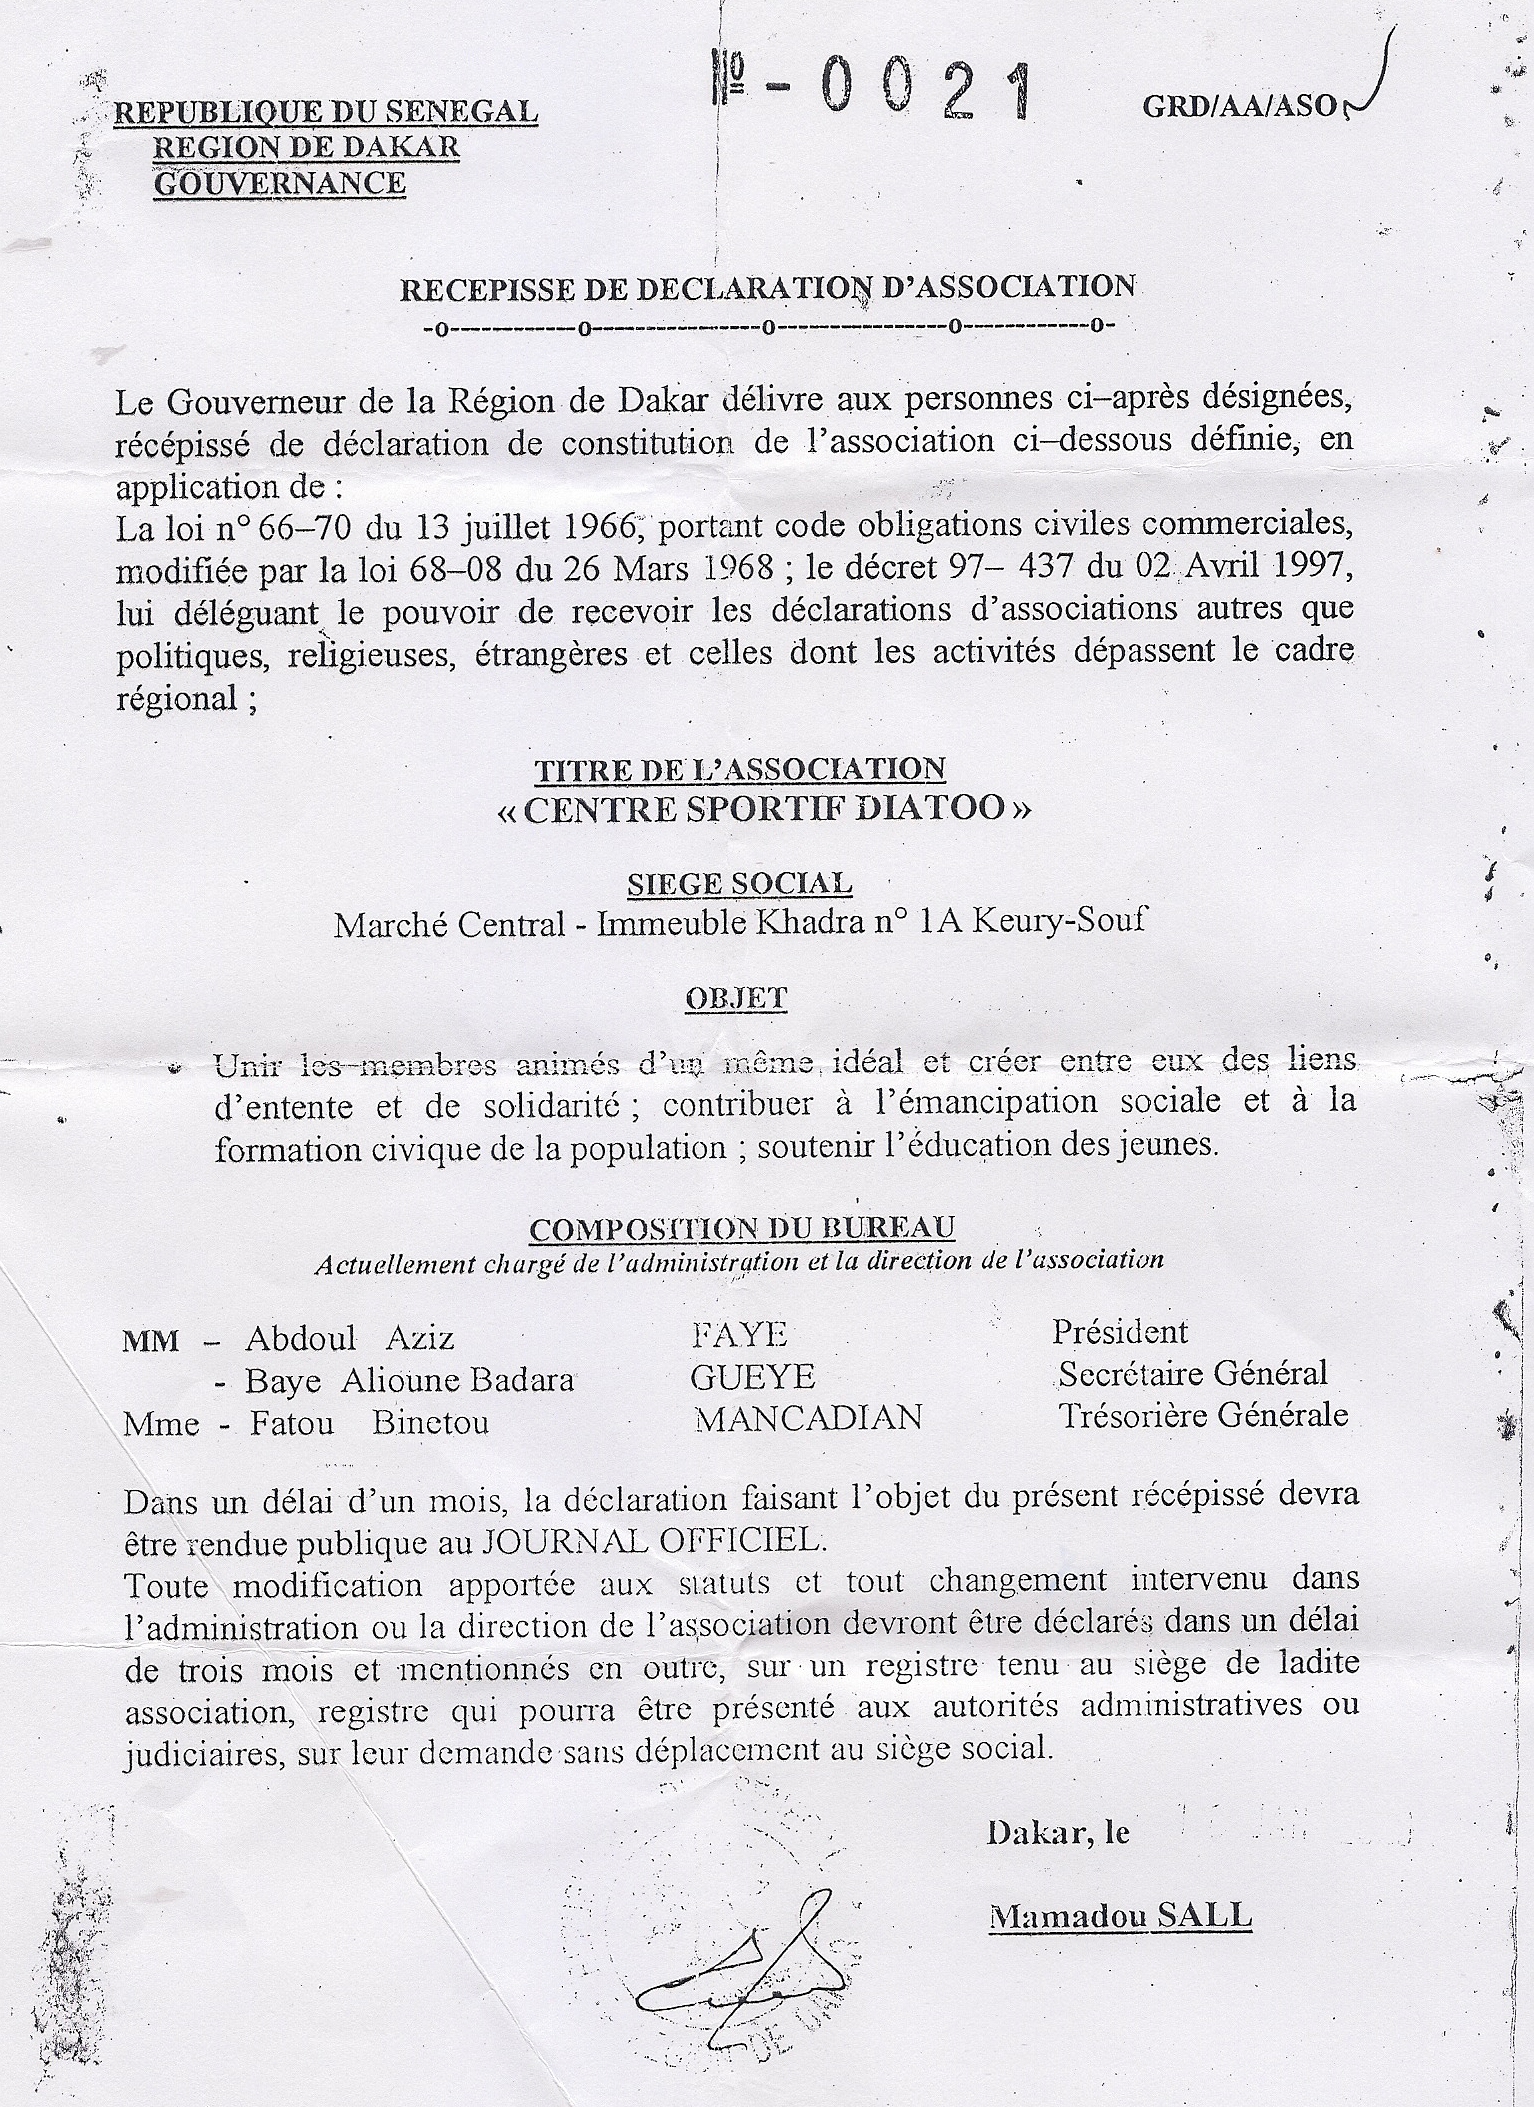 Nº - 0021
GRD/AA/ASO
REPUBLIQUE DU SENEGAL
REGION DE DAKAR
GOUVERNANCE
RECEPISSE DE DECLARATION D’ASSOCIATION
-o------------o----------------o----------------o------------o-
Le Gouverneur de la Région de Dakar délivre aux personnes ci–après désignées,
récépissé de déclaration de constitution de l’association ci–dessous définie, en
application de :
La loi n° 66–70 du 13 juillet 1966, portant code obligations civiles commerciales,
modifiée par la loi 68–08 du 26 Mars 1968 ; le décret 97– 437 du 02 Avril 1997,
lui déléguant le pouvoir de recevoir les déclarations d’associations autres que
politiques, religieuses, étrangères et celles dont les activités dépassent le cadre
régional ;
TITRE DE L’ASSOCIATION
« CENTRE SPORTIF DIATOO »
SIEGE SOCIAL
Marché Central - Immeuble Khadra n° 1A Keury-Souf
OBJET
• Unir les membres animés d’un même idéal et créer entre eux des liens
d’entente et de solidarité ; contribuer à l’émancipation sociale et à la
formation civique de la population ; soutenir l’éducation des jeunes.
COMPOSITION DU BUREAU
Actuellement chargé de l’administration et la direction de l’association
MM – Abdoul Aziz FAYE Président
- Baye Alioune Badara GUEYE Secrétaire Général
Mme - Fatou Binetou MANCADIAN Trésorière Générale
Dans un délai d’un mois, la déclaration faisant l’objet du présent récépissé devra
être rendue publique au JOURNAL OFFICIEL.
Toute modification apportée aux statuts et tout changement intervenu dans
l’administration ou la direction de l’association devront être déclarés dans un délai
de trois mois et mentionnés en outre, sur un registre tenu au siège de ladite
association, registre qui pourra être présenté aux autorités administratives ou
judiciaires, sur leur demande sans déplacement au siège social.
Dakar, le
Mamadou SALL